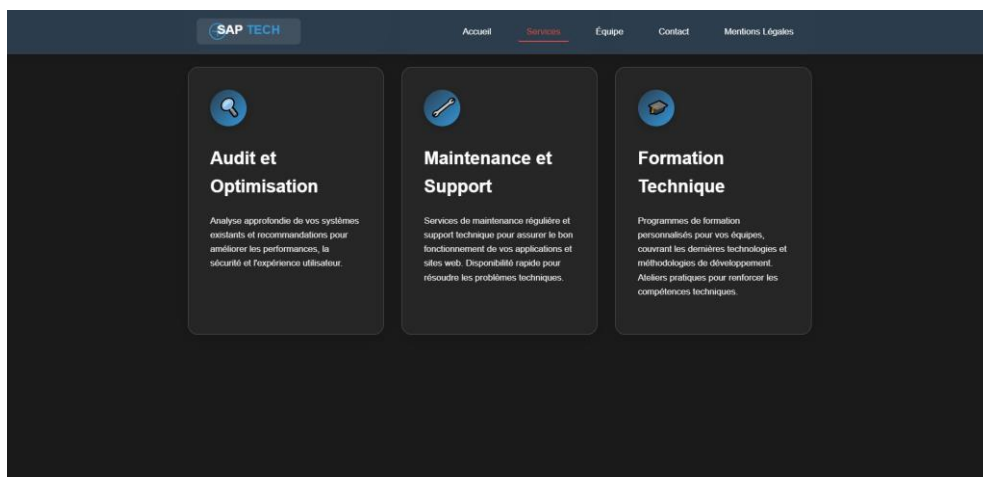 SAP TECH
Accueil Services Équipe Contact Mentions Légales
Audit et
Optimisation
Analyse approfondie de vos systèmes
existants et recommandations pour
améliorer les performances, la
sécurité et l'expérience utilisateur.
Maintenance et
Support
Services de maintenance régulière et
support technique pour assurer le bon
fonctionnement de vos applications et
sites web. Disponibilité rapide pour
résoudre les problèmes techniques.
Formation
Technique
Programmes de formation
personnalisés pour vos équipes,
couvrant les dernières technologies et
méthodologies de développement.
Ateliers pratiques pour renforcer les
compétences techniques.